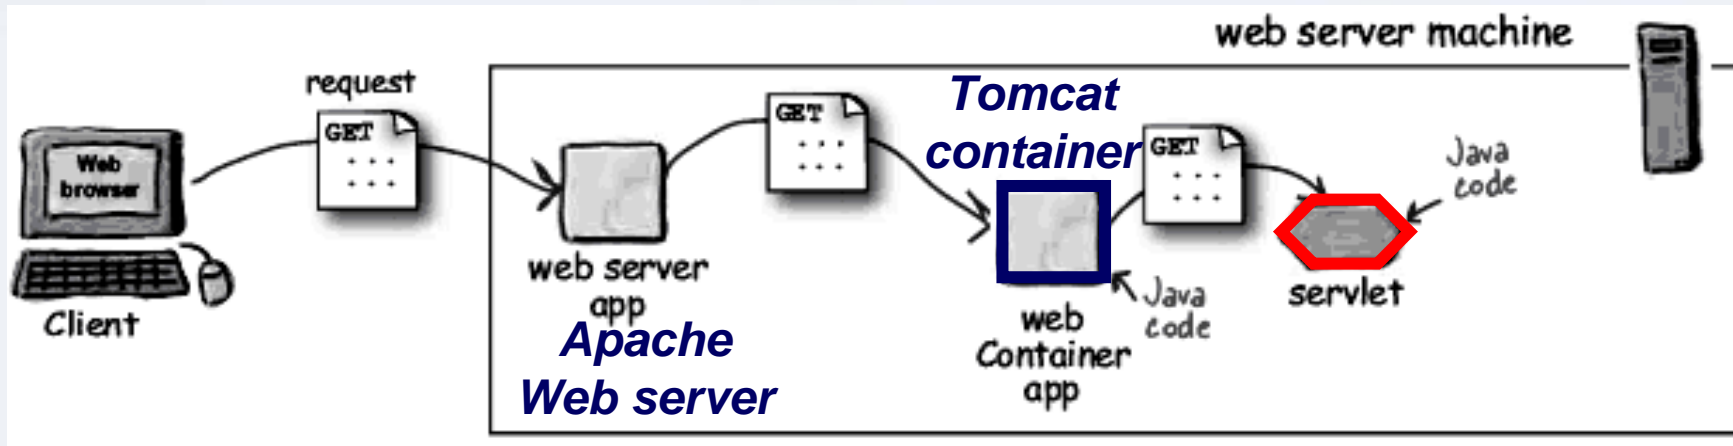 web server machine
request
GET
Web
browser
Client
web server
app
Apache
Web server
GET
Tomcat
container
web
Container
app
Java
code
GET
servlet
Java
code